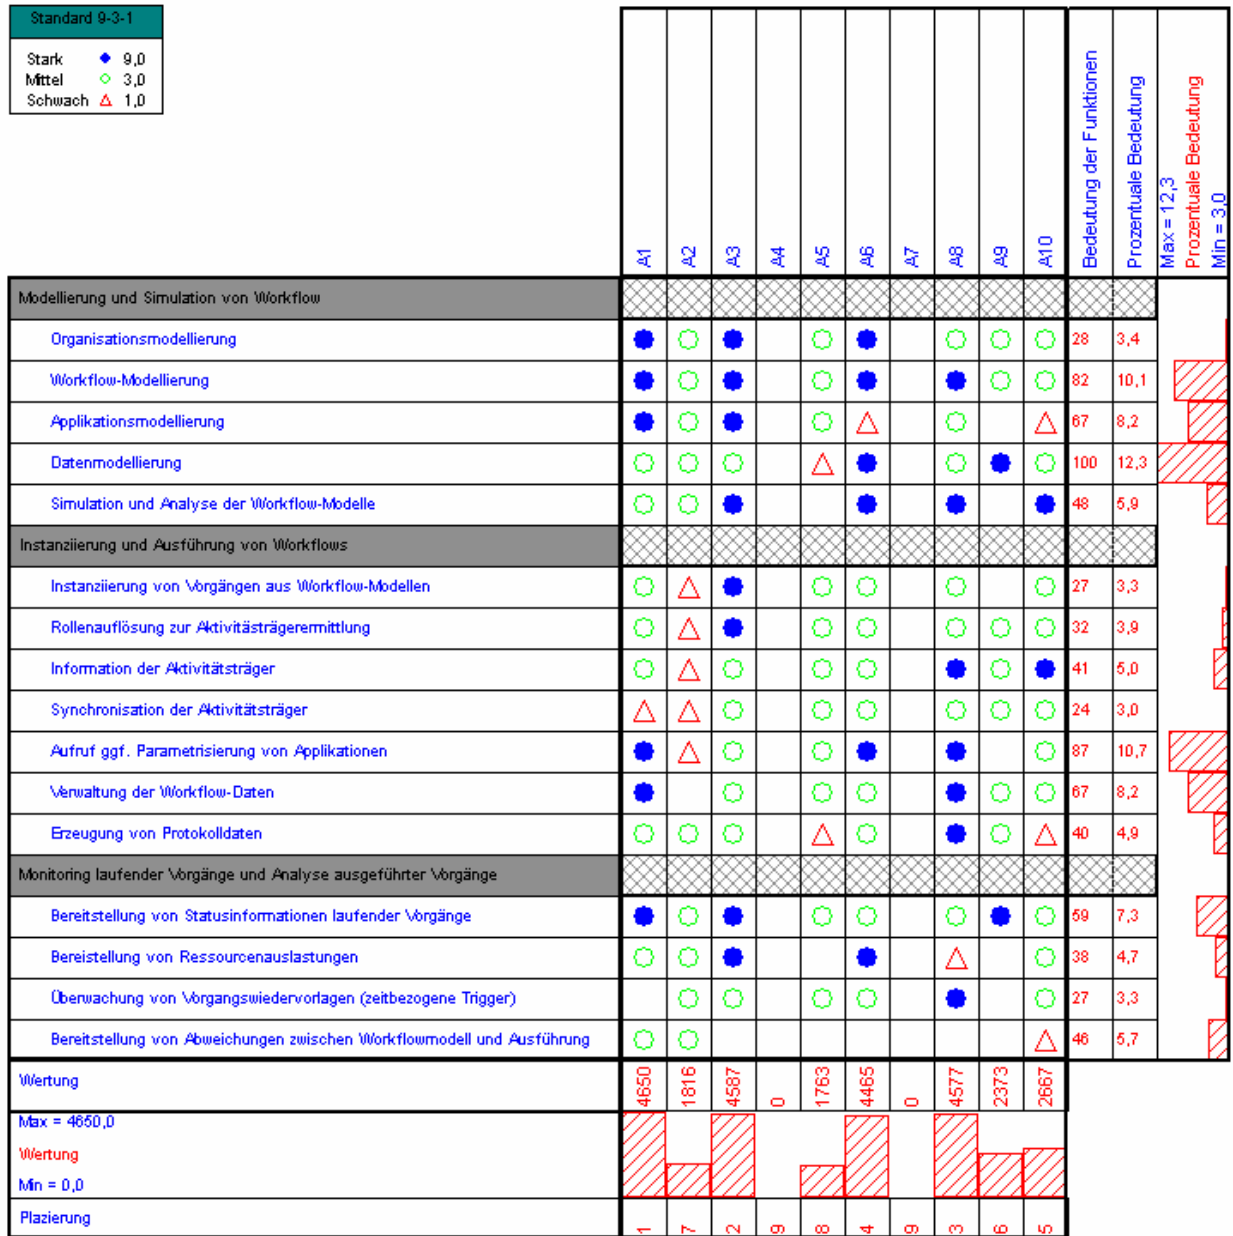 Standard 9-3-1
Stark 9,0
Mittel 3,0
Schwach 1,0
A1 A2 A3 A4 A5 A6 A7 A8 A9 A10 Bedeutung der Funktionen Prozentuale Bedeutung Max = 12,3 Prozentuale Bedeutung Min = 3,0
Modellierung und Simulation von Workflow
Organisationsmodellierung 28 3,4
Workflow-Modellierung 82 10,1
Applikationsmodellierung 67 8,2
Datenmodellierung 100 12,3
Simulation und Analyse der Workflow-Modelle 48 5,9
Instanziierung und Ausführung von Workflows
Instanziierung von Vorgängen aus Workflow-Modellen 27 3,3
Rollenauflösung zur Aktivitätsträgerermittlung 32 3,9
Information der Aktivitätsträger 41 5,0
Synchronisation der Aktivitätsträger 24 3,0
Aufruf ggf. Parametrisierung von Applikationen 87 10,7
Verwaltung der Workflow-Daten 67 8,2
Erzeugung von Protokolldaten 40 4,9
Monitoring laufender Vorgänge und Analyse ausgeführter Vorgänge
Bereitstellung von Statusinformationen laufender Vorgänge 59 7,3
Bereistellung von Ressourcenauslastungen 38 4,7
Überwachung von Vorgangswiedervorlagen (zeitbezogene Trigger) 27 3,3
Bereitstellung von Abweichungen zwischen Workflowmodell und Ausführung 46 5,7
Wertung 4650 1816 4587 0 1763 4465 0 4577 2373 2667
Max = 4650,0
Wertung
Min = 0,0
Plazierung 1 7 2 9 8 4 9 3 6 5